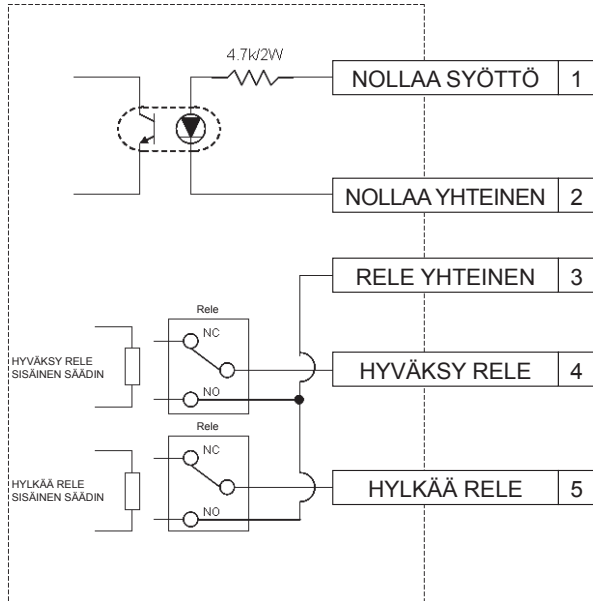 4.7k/2W
NOLLAA SYÖTTÖ 1
NOLLAA YHTEINEN 2
RELE YHTEINEN 3
Rele
NC
HYVÄKSY RELE
SISÄINEN SÄÄDIN
HYVÄKSY RELE 4
NO
Rele
NC
HYLKÄÄ RELE
SISÄINEN SÄÄDIN
HYLKÄÄ RELE 5
NO